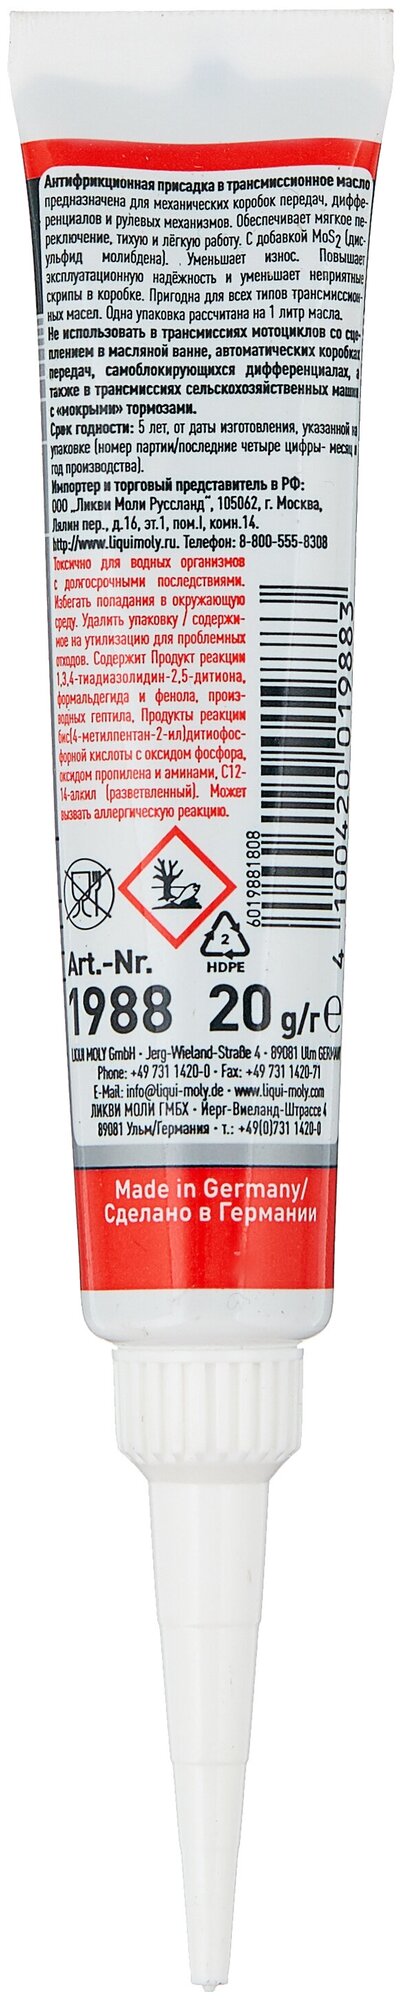 Антифрикционная присадка в трансмиссионное масло
предназначена для механических коробок передач, диффе-
ренциалов и рулевых механизмов. Обеспечивает мягкое пе-
реключение, тихую и лёгкую работу. С добавкой MoS2 (дис-
ульфид молибдена). Уменьшает износ. Повышает
эксплуатационную надёжность и уменьшает неприятные
скрипы в коробке. Пригодна для всех типов трансмиссион-
ных масел. Одна упаковка рассчитана на 1 литр масла.
Не использовать в трансмиссиях мотоциклов со сце-
плением в масляной ванне, автоматических коробках
передач, самоблокирующихся дифференциалах, а
также в трансмиссиях сельскохозяйственных машин
с «мокрыми» тормозами.
Срок годности: 5 лет, от даты изготовления, указанной на
упаковке (номер партии/последние четыре цифры- месяц и
год производства).
Импортер и торговый представитель в РФ:
ООО „Ликви Моли Руссланд", 105062, г. Москва,
Лялин пер., д.16, эт.1, пом.I, комн.14.
http://www.liquimoly.ru. Телефон: 8-800-555-8308
Токсично для водных организмов
с долгосрочными последствиями.
Избегать попадания в окружающую
среду. Удалить упаковку / содержи-
мое на утилизацию для проблемных
отходов. Содержит Продукт реакции
1,3,4-тиадиазолидин-2,5-дитиона,
формальдегида и фенола, произ-
водных гептила, Продукты реакции
бис(4-метилпентан-2-ил)дитиофос-
форной кислоты с оксидом фосфора,
оксидом пропилена и аминами, C12-
14-алкил (разветвленный). Может
вызвать аллергическую реакцию.
6019881808
4 100420 019883
2
HDPE
Art.-Nr.
1988 20 g/г e
LIQUI MOLY GmbH · Jerg-Wieland-Straße 4 · 89081 Ulm GERMANY
Phone: +49 731 1420-0 · Fax: +49 731 1420-71
E-Mail: info@liqui-moly.de · www.liqui-moly.com
ЛИКВИ МОЛИ ГМБХ · Йерг-Виеланд-Штрассе 4
89081 Ульм/Германия · т.: +49(0)731 1420-0
Made in Germany/
Сделано в Германии